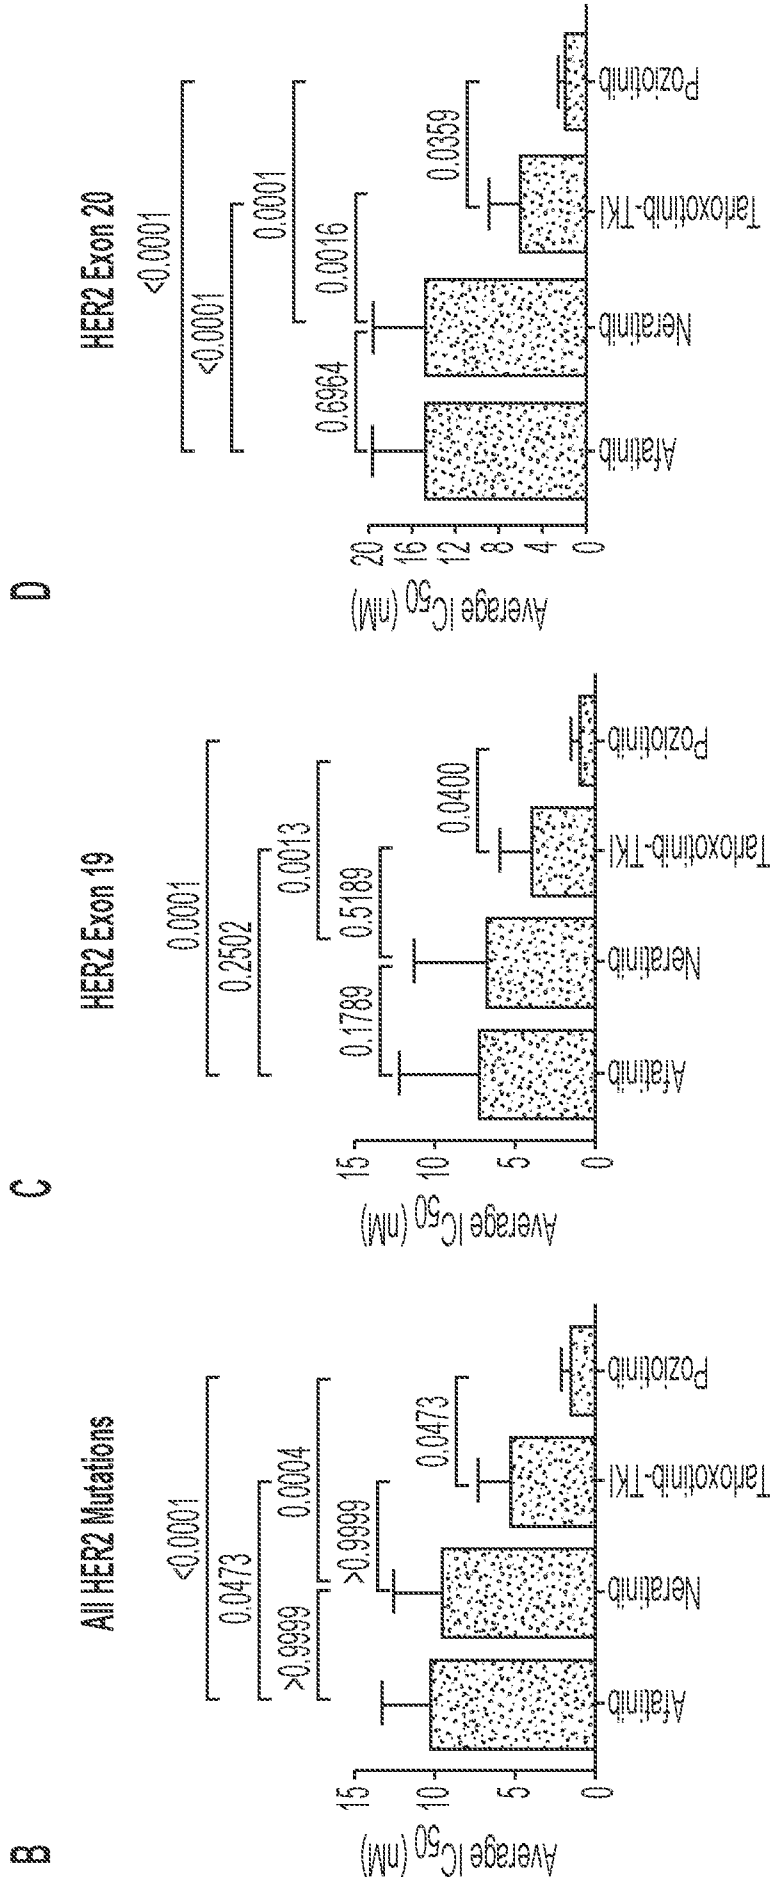 B
All HER2 Mutations
<0.0001
0.0473
>0.9999
0.0004
>0.9999
0.0473
Average IC50 (nM)
15
10
5
0
Afatinib
Neratinib
Tarloxotinib-TKI
Poziotinib
C
HER2 Exon 19
0.0001
0.2502
0.0013
0.1789
0.5189
0.0400
Average IC50 (nM)
15
10
5
0
Afatinib
Neratinib
Tarloxotinib-TKI
Poziotinib
D
HER2 Exon 20
<0.0001
<0.0001
0.0001
0.6964
0.0016
0.0359
Average IC50 (nM)
20
16
12
8
4
0
Afatinib
Neratinib
Tarloxotinib-TKI
Poziotinib